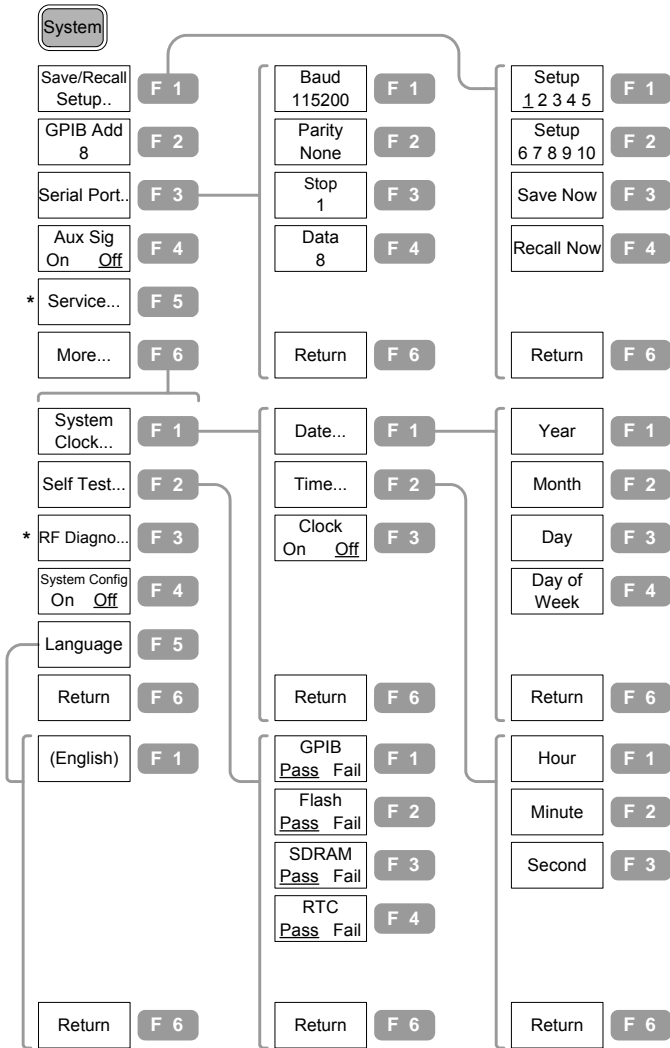 System
Save/Recall
Setup..
F 1
GPIB Add
8
F 2
Serial Port..
F 3
Aux Sig
On Off
F 4
* Service...
F 5
More...
F 6
Baud
115200
F 1
Parity
None
F 2
Stop
1
F 3
Data
8
F 4
Return
F 6
Setup
1 2 3 4 5
F 1
Setup
6 7 8 9 10
F 2
Save Now
F 3
Recall Now
F 4
Return
F 6
System
Clock...
F 1
Self Test...
F 2
* RF Diagno...
F 3
System Config
On Off
F 4
Language
F 5
Return
F 6
Date...
F 1
Time...
F 2
Clock
On Off
F 3
Return
F 6
Year
F 1
Month
F 2
Day
F 3
Day of
Week
F 4
Return
F 6
(English)
F 1
Return
F 6
GPIB
Pass Fail
F 1
Flash
Pass Fail
F 2
SDRAM
Pass Fail
F 3
RTC
Pass Fail
F 4
Return
F 6
Hour
F 1
Minute
F 2
Second
F 3
Return
F 6